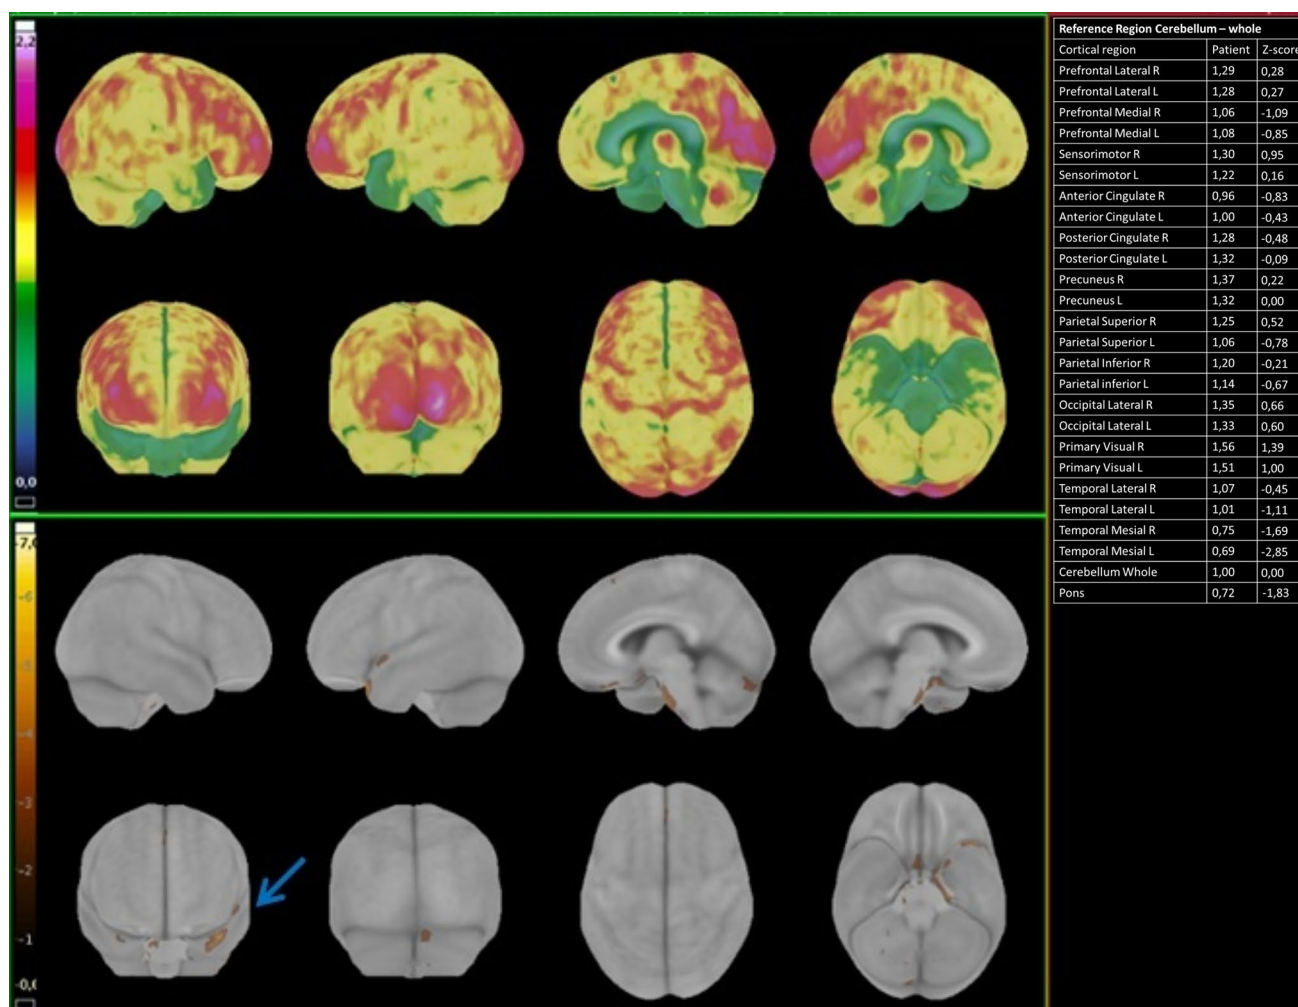 2,2
0,0
Reference Region Cerebellum – whole
Cortical region Patient Z-score
Prefrontal Lateral R 1,29 0,28
Prefrontal Lateral L 1,28 0,27
Prefrontal Medial R 1,06 -1,09
Prefrontal Medial L 1,08 -0,85
Sensorimotor R 1,30 0,95
Sensorimotor L 1,22 0,16
Anterior Cingulate R 0,96 -0,83
Anterior Cingulate L 1,00 -0,43
Posterior Cingulate R 1,28 -0,48
Posterior Cingulate L 1,32 -0,09
Precuneus R 1,37 0,22
Precuneus L 1,32 0,00
Parietal Superior R 1,25 0,52
Parietal Superior L 1,06 -0,78
Parietal Inferior R 1,20 -0,21
Parietal inferior L 1,14 -0,67
Occipital Lateral R 1,35 0,66
Occipital Lateral L 1,33 0,60
Primary Visual R 1,56 1,39
Primary Visual L 1,51 1,00
Temporal Lateral R 1,07 -0,45
Temporal Lateral L 1,01 -1,11
Temporal Mesial R 0,75 -1,69
Temporal Mesial L 0,69 -2,85
Cerebellum Whole 1,00 0,00
Pons 0,72 -1,83
-7,0
-6
-5
-4
-3
-2
-1
-0,0